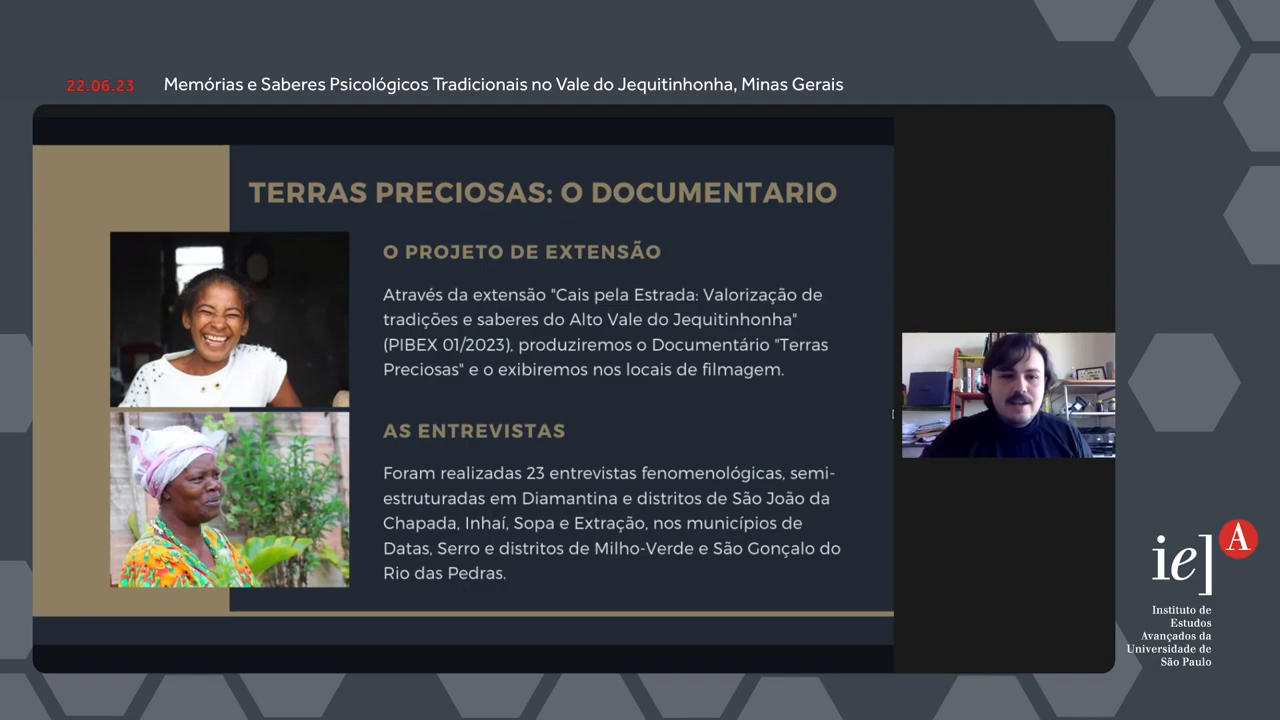 22.06.23 Memórias e Saberes Psicológicos Tradicionais no Vale do Jequitinhonha, Minas Gerais
TERRAS PRECIOSAS: O DOCUMENTARIO
O PROJETO DE EXTENSÃO
Através da extensão "Cais pela Estrada: Valorização de
tradições e saberes do Alto Vale do Jequitinhonha"
(PIBEX 01/2023), produziremos o Documentário "Terras
Preciosas" e o exibiremos nos locais de filmagem.
AS ENTREVISTAS
Foram realizadas 23 entrevistas fenomenológicas, semi-
estruturadas em Diamantina e distritos de São João da
Chapada, Inhaí, Sopa e Extração, nos municípios de
Datas, Serro e distritos de Milho-Verde e São Gonçalo do
Rio das Pedras.
ie] A
Instituto de
Estudos
Avançados da
Universidade de
São Paulo